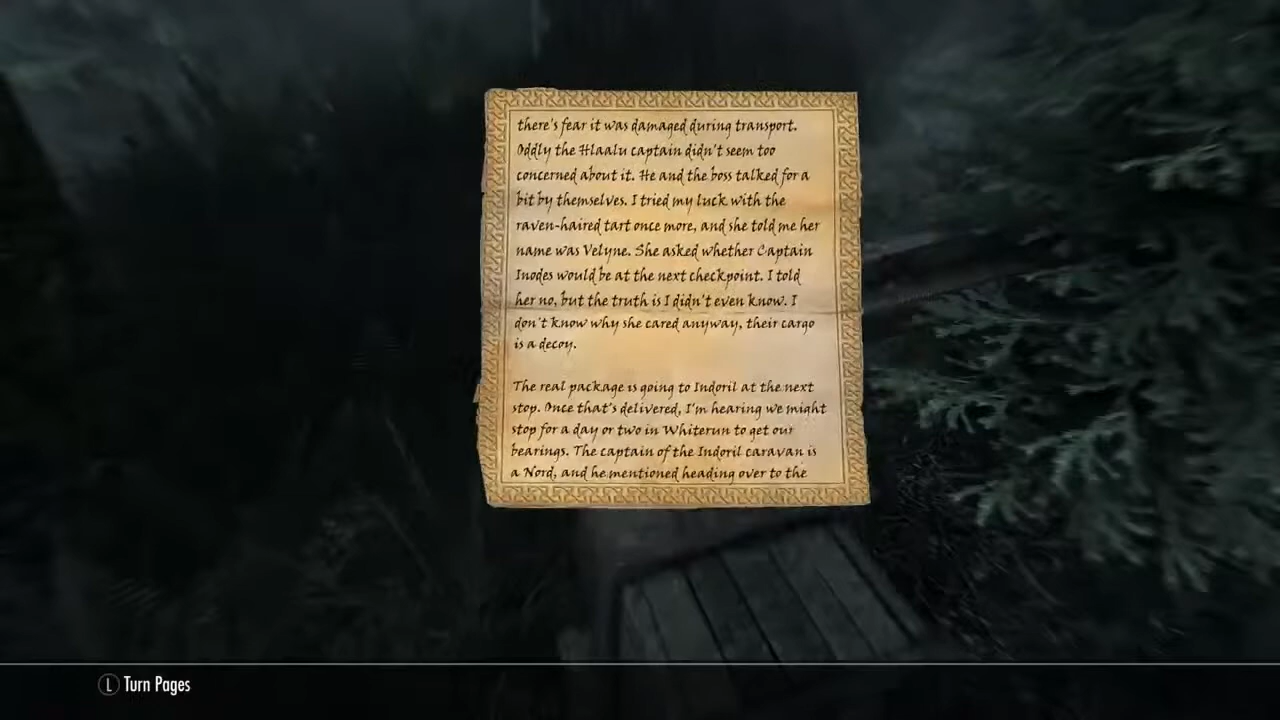 there's fear it was damaged during transport.
Oddly the Hlaalu captain didn't seem too
concerned about it. He and the boss talked for a
bit by themselves. I tried my luck with the
raven-haired tart once more, and she told me her
name was Velyne. She asked whether Captain
Inodes would be at the next checkpoint. I told
her no, but the truth is I didn't even know. I
don't know why she cared anyway, their cargo
is a decoy.
The real package is going to Indoril at the next
stop. Once that's delivered, I'm hearing we might
stop for a day or two in Whiterun to get our
bearings. The captain of the Indoril caravan is
a Nord, and he mentioned heading over to the
L Turn Pages